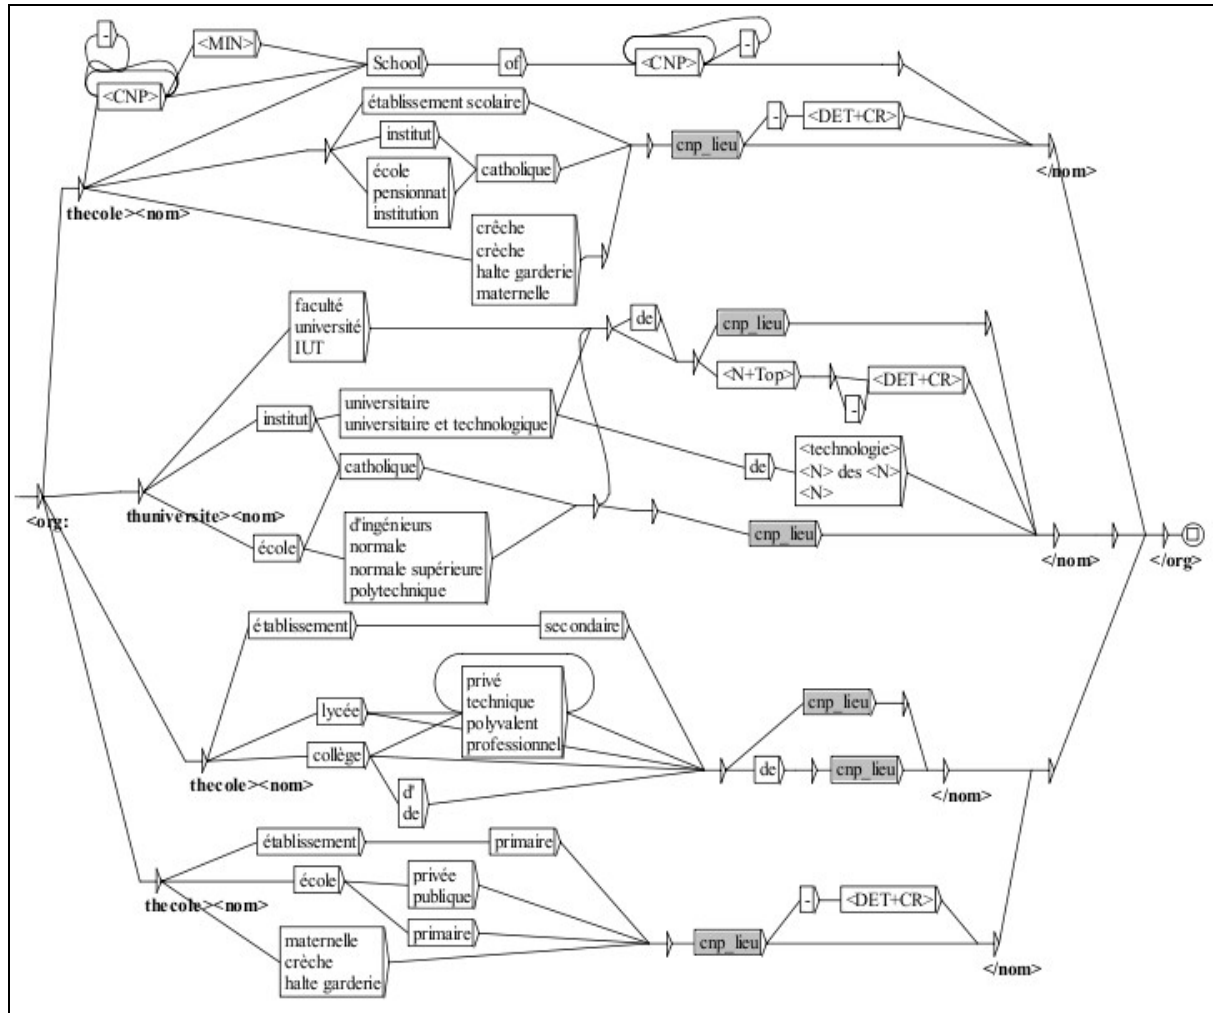 -
<MIN>
<CNP>
School
of
<CNP>
-
établissement scolaire
institut
école
pensionnat
institution
catholique
cnp_lieu
-
<DET+CR>
</nom>
thecole><nom>
crêche
crèche
halte garderie
maternelle
faculté
université
IUT
de
cnp_lieu
<N+Top>
<DET+CR>
-
institut
universitaire
universitaire et technologique
catholique
de
<technologie>
<N> des <N>
<N>
<org:
thuniversite><nom>
école
d'ingénieurs
normale
normale supérieure
polytechnique
cnp_lieu
</nom>
</org>
établissement
secondaire
lycée
collège
privé
technique
polyvalent
professionnel
d'
de
thecole><nom>
cnp_lieu
de
cnp_lieu
</nom>
établissement
primaire
école
privée
publique
primaire
thecole><nom>
maternelle
crèche
halte garderie
cnp_lieu
-
<DET+CR>
</nom>